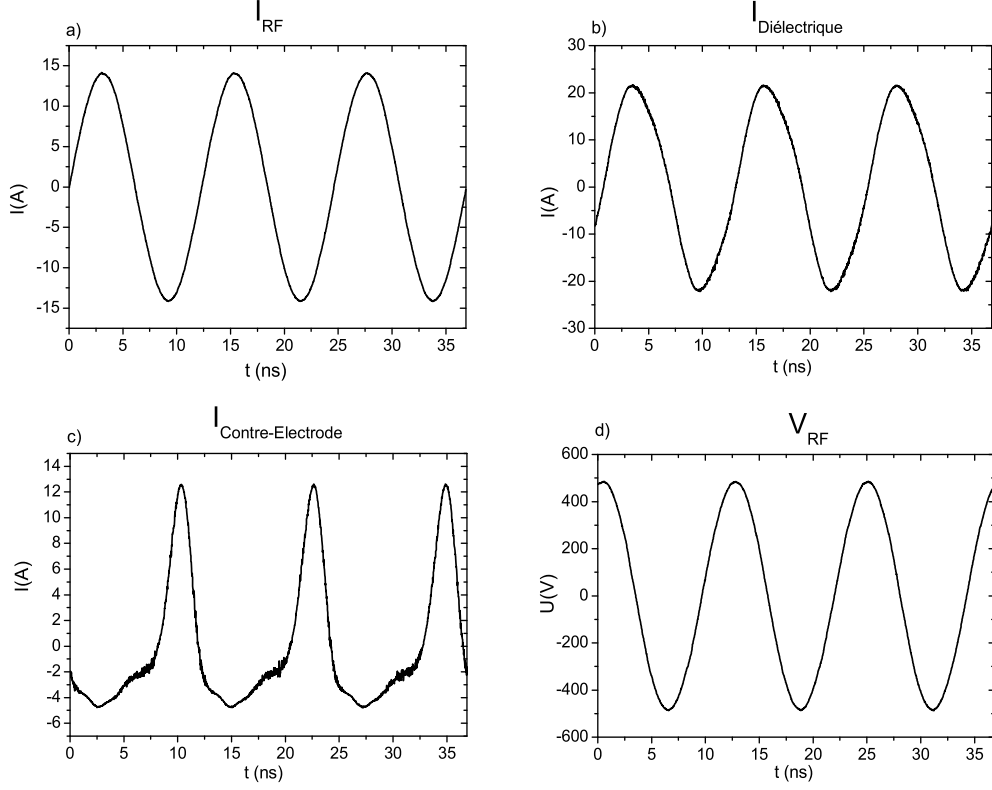 a) I RF
15
10
5
0
-5
-10
-15
I(A)
0 5 10 15 20 25 30 35
t (ns)
b) I Diélectrique
30
20
10
0
-10
-20
-30
I(A)
0 5 10 15 20 25 30 35
t (ns)
c) I Contre-Electrode
14
12
10
8
6
4
2
0
-2
-4
-6
I(A)
0 5 10 15 20 25 30 35
t (ns)
d) V RF
600
400
200
0
-200
-400
-600
U(V)
0 5 10 15 20 25 30 35
t (ns)